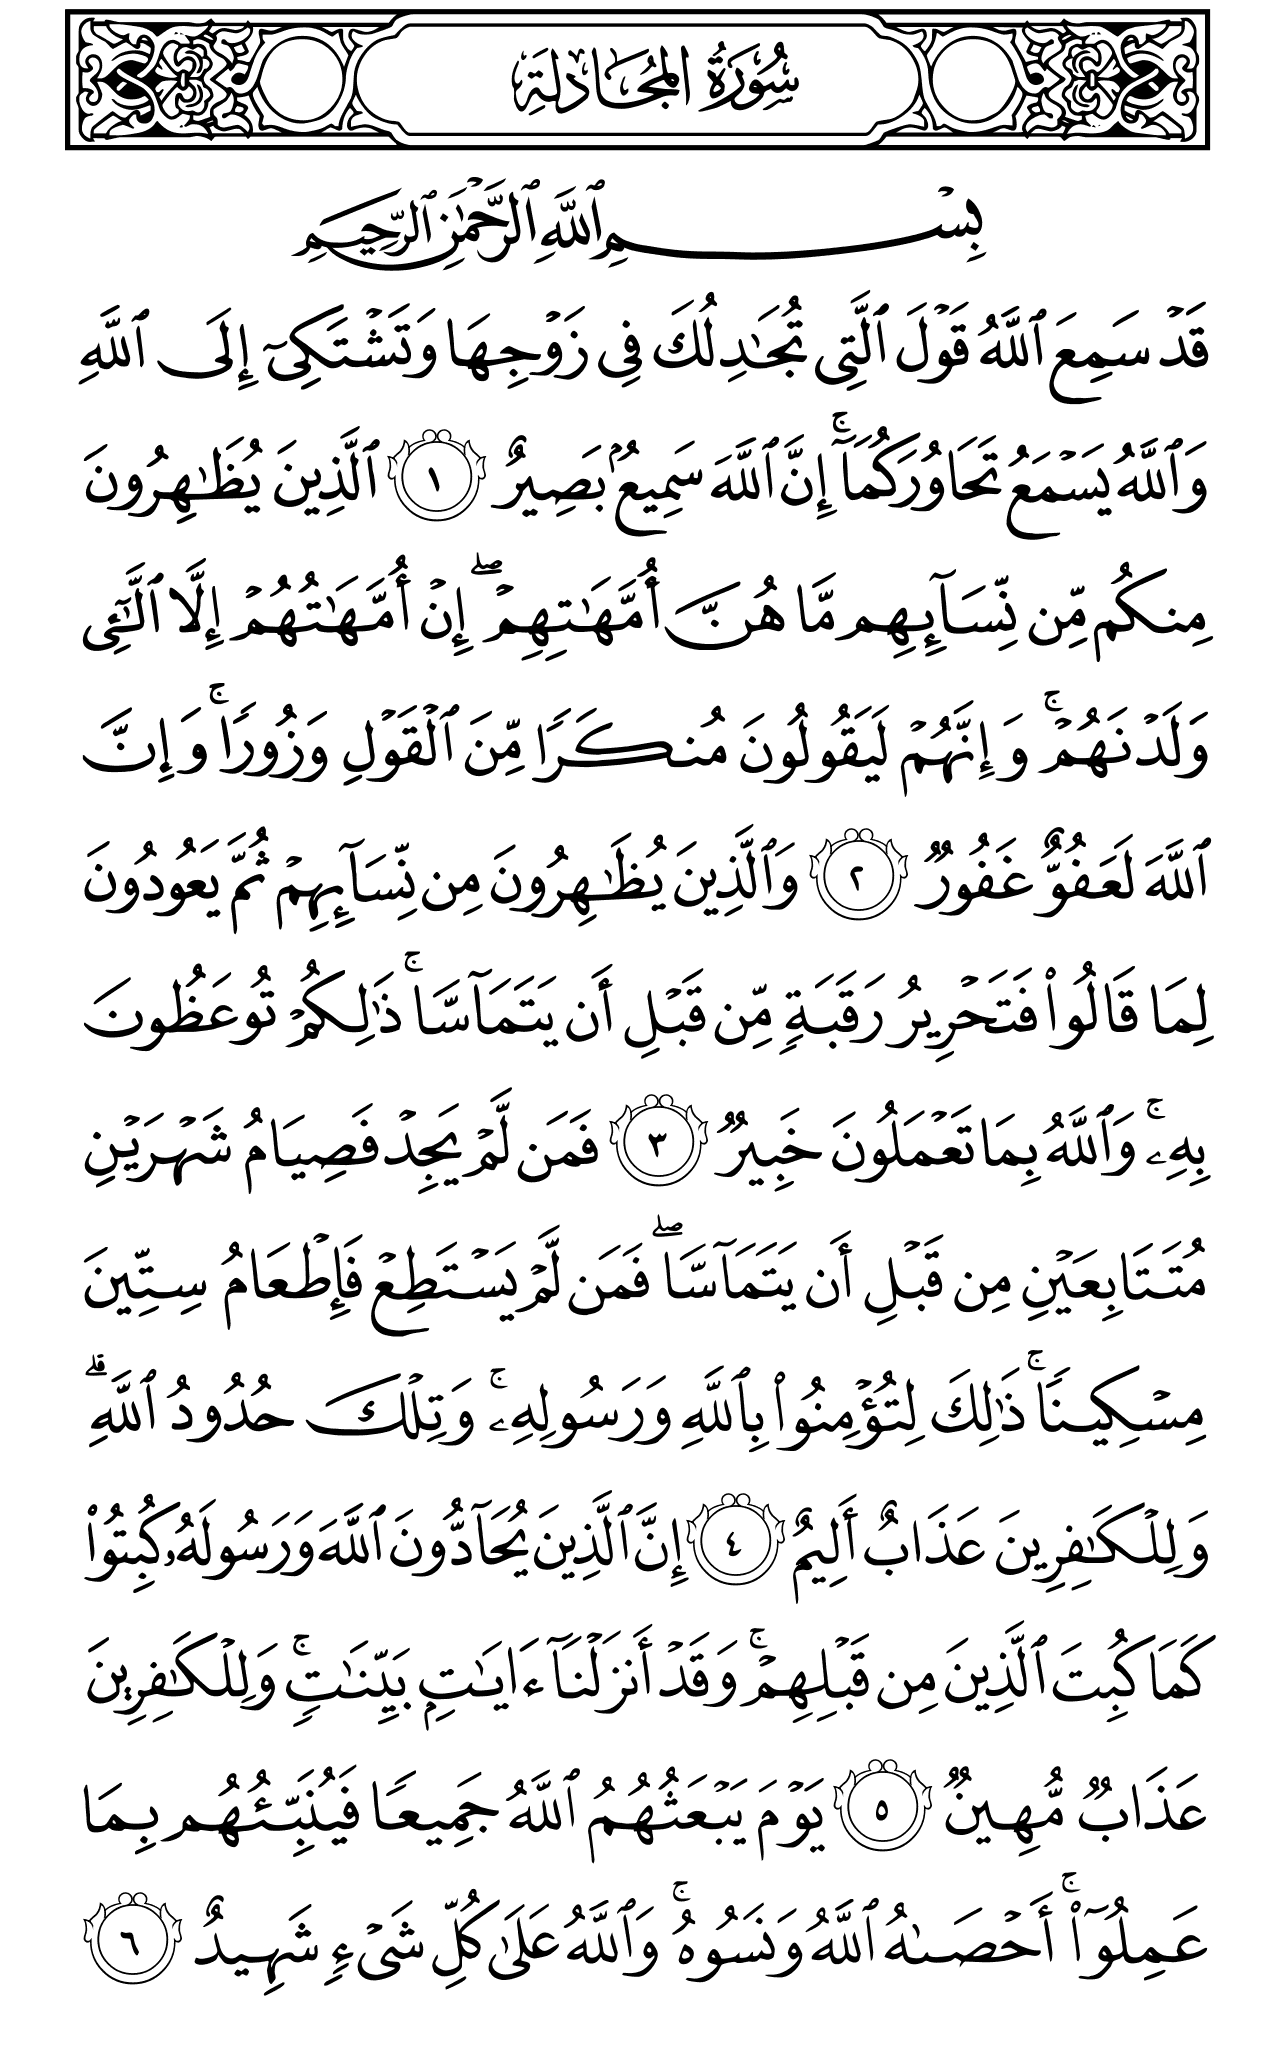 سُورَةُ المُجَادلَةِ
بِسۡمِ ٱللَّهِ ٱلرَّحۡمَٰنِ ٱلرَّحِيمِ
قَدۡ سَمِعَ ٱللَّهُ قَوۡلَ ٱلَّتِي تُجَٰدِلُكَ فِي زَوۡجِهَا وَتَشۡتَكِيٓ إِلَى ٱللَّهِ
وَٱللَّهُ يَسۡمَعُ تَحَاوُرَكُمَآۚ إِنَّ ٱللَّهَ سَمِيعُۢ بَصِيرٌ ١ ٱلَّذِينَ يُظَٰهِرُونَ
مِنكُم مِّن نِّسَآئِهِم مَّا هُنَّ أُمَّهَٰتِهِمۡۖ إِنۡ أُمَّهَٰتُهُمۡ إِلَّا ٱلَّٰٓـِٔي
وَلَدۡنَهُمۡۚ وَإِنَّهُمۡ لَيَقُولُونَ مُنكَرٗا مِّنَ ٱلۡقَوۡلِ وَزُورٗاۚ وَإِنَّ
ٱللَّهَ لَعَفُوٌّ غَفُورٞ ٢ وَٱلَّذِينَ يُظَٰهِرُونَ مِن نِّسَآئِهِمۡ ثُمَّ يَعُودُونَ
لِمَا قَالُواْ فَتَحۡرِيرُ رَقَبَةٖ مِّن قَبۡلِ أَن يَتَمَآسَّاۚ ذَٰلِكُمۡ تُوعَظُونَ
بِهِۦۚ وَٱللَّهُ بِمَا تَعۡمَلُونَ خَبِيرٞ ٣ فَمَن لَّمۡ يَجِدۡ فَصِيَامُ شَهۡرَيۡنِ
مُتَتَابِعَيۡنِ مِن قَبۡلِ أَن يَتَمَآسَّاۖ فَمَن لَّمۡ يَسۡتَطِعۡ فَإِطۡعَامُ سِتِّينَ
مِسۡكِينٗاۚ ذَٰلِكَ لِتُؤۡمِنُواْ بِٱللَّهِ وَرَسُولِهِۦۚ وَتِلۡكَ حُدُودُ ٱللَّهِۗ
وَلِلۡكَٰفِرِينَ عَذَابٌ أَلِيمٌ ٤ إِنَّ ٱلَّذِينَ يُحَآدُّونَ ٱللَّهَ وَرَسُولَهُۥ كُبِتُواْ
كَمَا كُبِتَ ٱلَّذِينَ مِن قَبۡلِهِمۡۚ وَقَدۡ أَنزَلۡنَآ ءَايَٰتِۭ بَيِّنَٰتٖۚ وَلِلۡكَٰفِرِينَ
عَذَابٞ مُّهِينٞ ٥ يَوۡمَ يَبۡعَثُهُمُ ٱللَّهُ جَمِيعٗا فَيُنَبِّئُهُم بِمَا
عَمِلُوٓاْۚ أَحۡصَىٰهُ ٱللَّهُ وَنَسُوهُۚ وَٱللَّهُ عَلَىٰ كُلِّ شَيۡءٖ شَهِيدٌ ٦